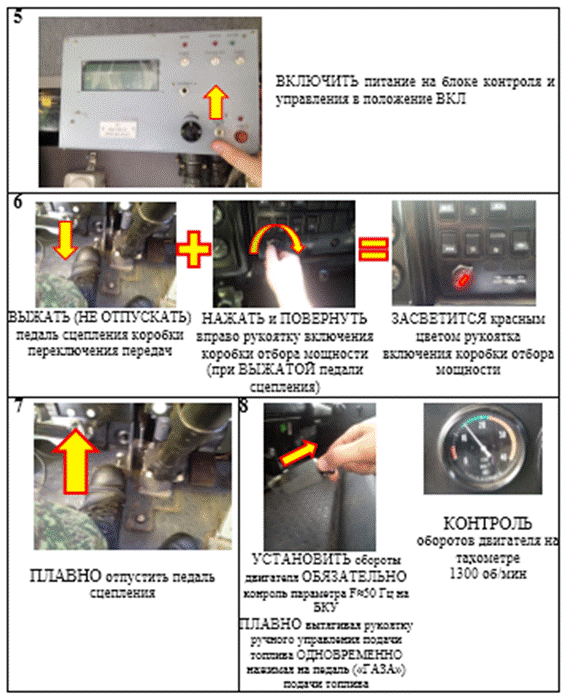 5
ВКЛЮЧИТЬ питание на блоке контроля и
управления в положение ВКЛ
6
ВЫЖАТЬ (НЕ ОТПУСКАТЬ)
педаль сцепления коробки
переключения передач
НАЖАТЬ и ПОВЕРНУТЬ
вправо рукоятку включения
коробки отбора мощности
(при ВЫЖАТОЙ педали
сцепления)
ЗАСВЕТИТСЯ красным
цветом рукоятка
включения коробки отбора
мощности
7
ПЛАВНО отпустить педаль
сцепления
8
УСТАНОВИТЬ обороты
двигателя ОБЯЗАТЕЛЬНО
конроль параметра F≈50 Гц на
БКУ
ПЛАВНО вытягивая рукоятку
ручного управления подачи
топлива ОДНОВРЕМЕННО
нажимая на педаль («ГАЗА»)
подачи топлива
КОНТРОЛЬ
оборотов двигателя на
тахометре
1300 об/мин